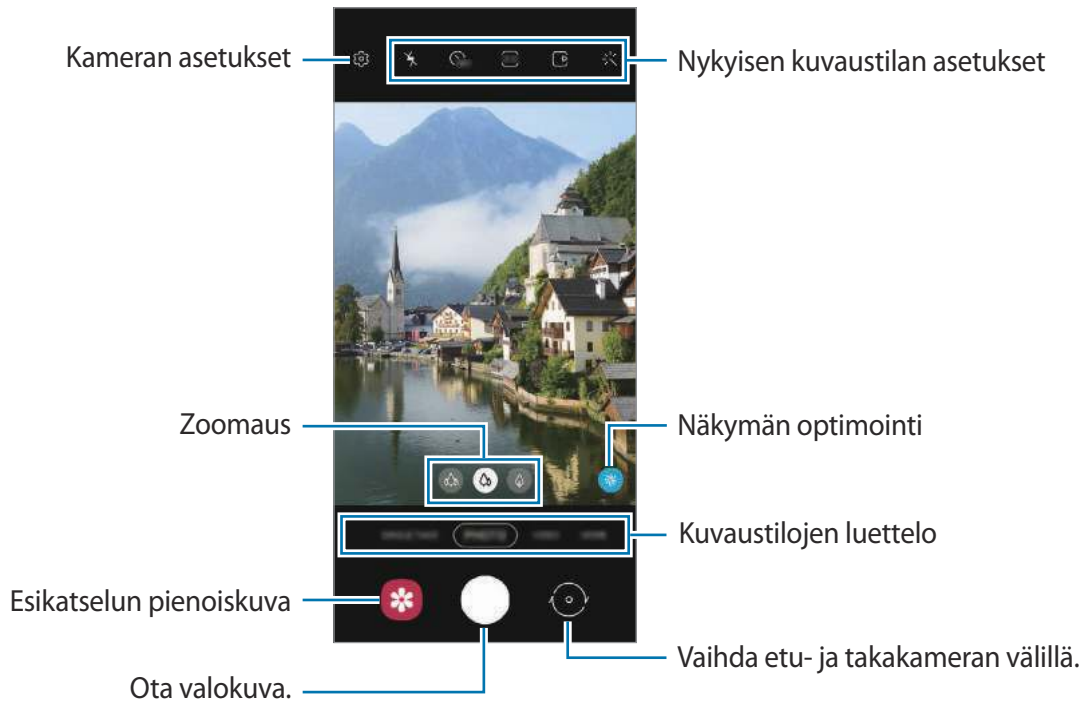 Kameran asetukset
Nykyisen kuvaustilan asetukset
Zoomaus
Näkymän optimointi
PHOTO
Kuvaustilojen luettelo
Esikatselun pienoiskuva
Vaihda etu- ja takakameran välillä.
Ota valokuva.